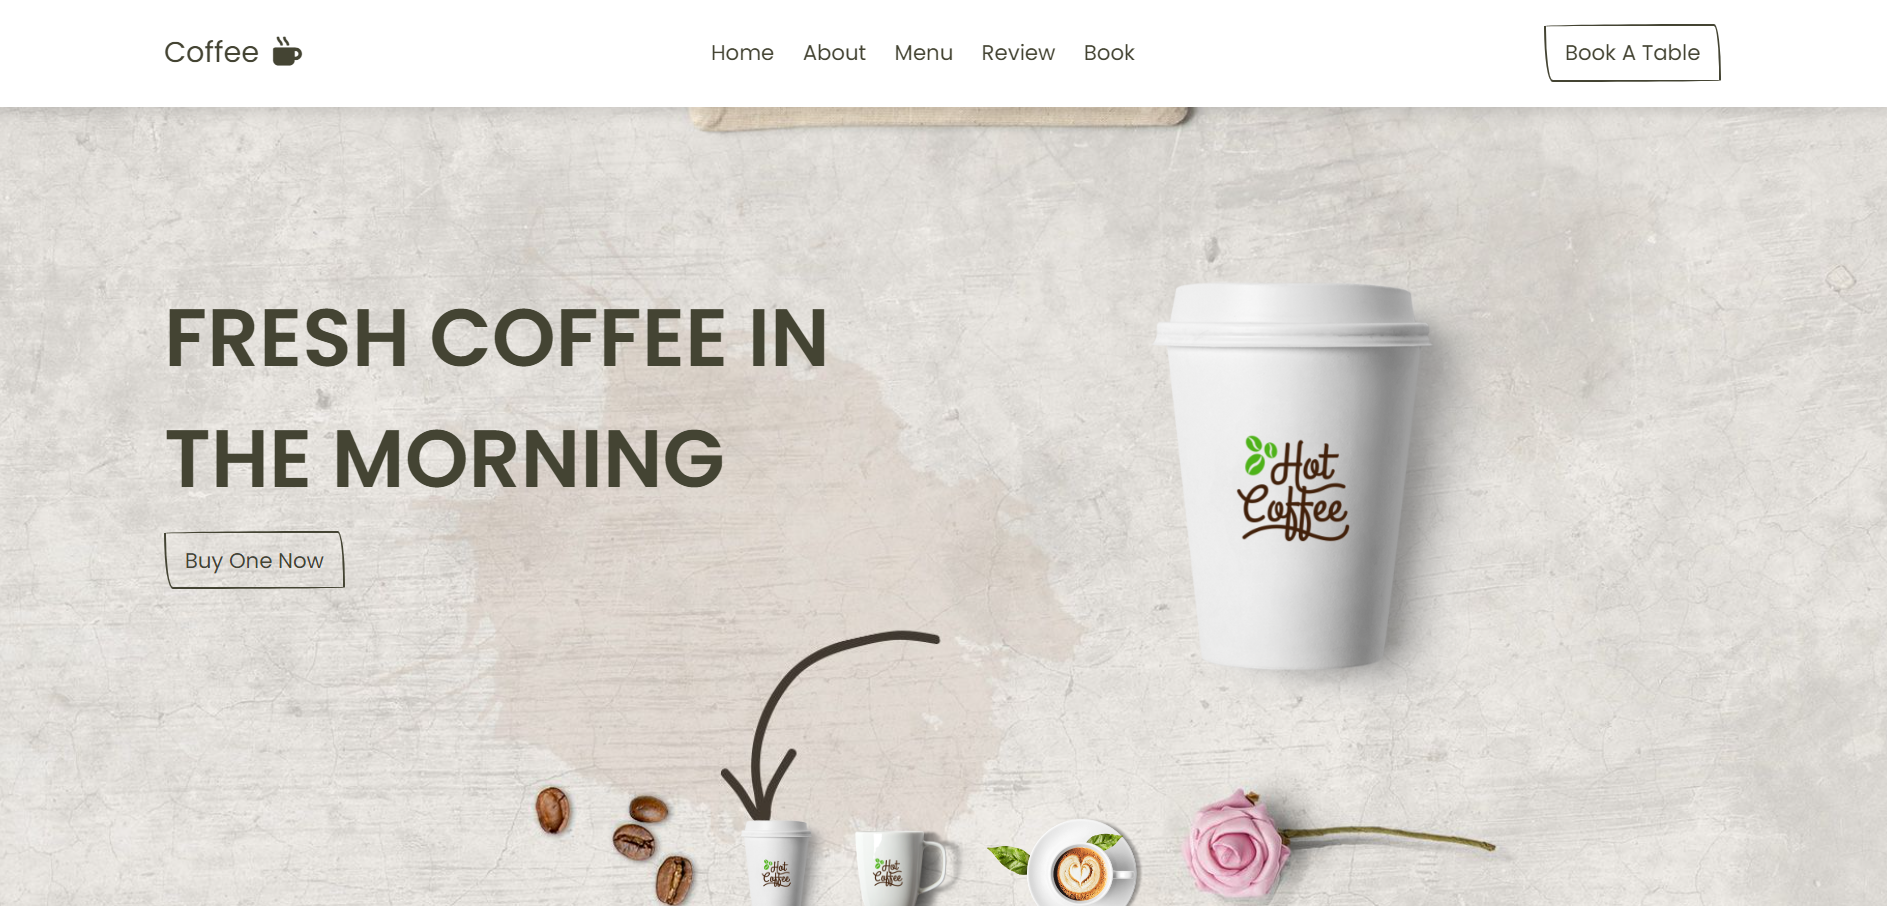 Coffee
Home About Menu Review Book
Book A Table
FRESH COFFEE IN
THE MORNING
Hot
Coffee
Buy One Now
Hot
Coffee
Hot
Coffee